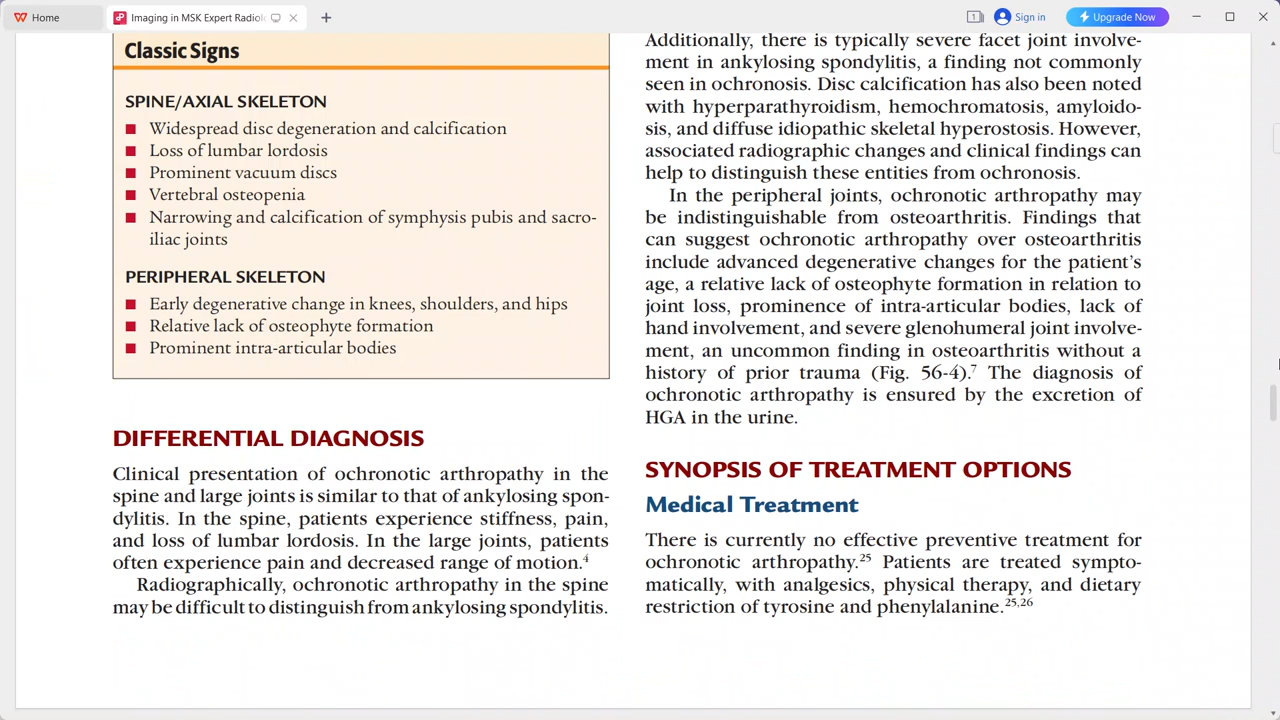 Home
Imaging in MSK Expert Radiol
1
Sign in
Upgrade Now
Classic Signs
SPINE/AXIAL SKELETON
■ Widespread disc degeneration and calcification
■ Loss of lumbar lordosis
■ Prominent vacuum discs
■ Vertebral osteopenia
■ Narrowing and calcification of symphysis pubis and sacro-
iliac joints
PERIPHERAL SKELETON
■ Early degenerative change in knees, shoulders, and hips
■ Relative lack of osteophyte formation
■ Prominent intra-articular bodies
DIFFERENTIAL DIAGNOSIS
Clinical presentation of ochronotic arthropathy in the
spine and large joints is similar to that of ankylosing spon-
dylitis. In the spine, patients experience stiffness, pain,
and loss of lumbar lordosis. In the large joints, patients
often experience pain and decreased range of motion.4
Radiographically, ochronotic arthropathy in the spine
may be difficult to distinguish from ankylosing spondylitis.
Additionally, there is typically severe facet joint involve-
ment in ankylosing spondylitis, a finding not commonly
seen in ochronosis. Disc calcification has also been noted
with hyperparathyroidism, hemochromatosis, amyloido-
sis, and diffuse idiopathic skeletal hyperostosis. However,
associated radiographic changes and clinical findings can
help to distinguish these entities from ochronosis.
In the peripheral joints, ochronotic arthropathy may
be indistinguishable from osteoarthritis. Findings that
can suggest ochronotic arthropathy over osteoarthritis
include advanced degenerative changes for the patient's
age, a relative lack of osteophyte formation in relation to
joint loss, prominence of intra-articular bodies, lack of
hand involvement, and severe glenohumeral joint involve-
ment, an uncommon finding in osteoarthritis without a
history of prior trauma (Fig. 56-4).7 The diagnosis of
ochronotic arthropathy is ensured by the excretion of
HGA in the urine.
SYNOPSIS OF TREATMENT OPTIONS
Medical Treatment
There is currently no effective preventive treatment for
ochronotic arthropathy.25 Patients are treated sympto-
matically, with analgesics, physical therapy, and dietary
restriction of tyrosine and phenylalanine.25,26